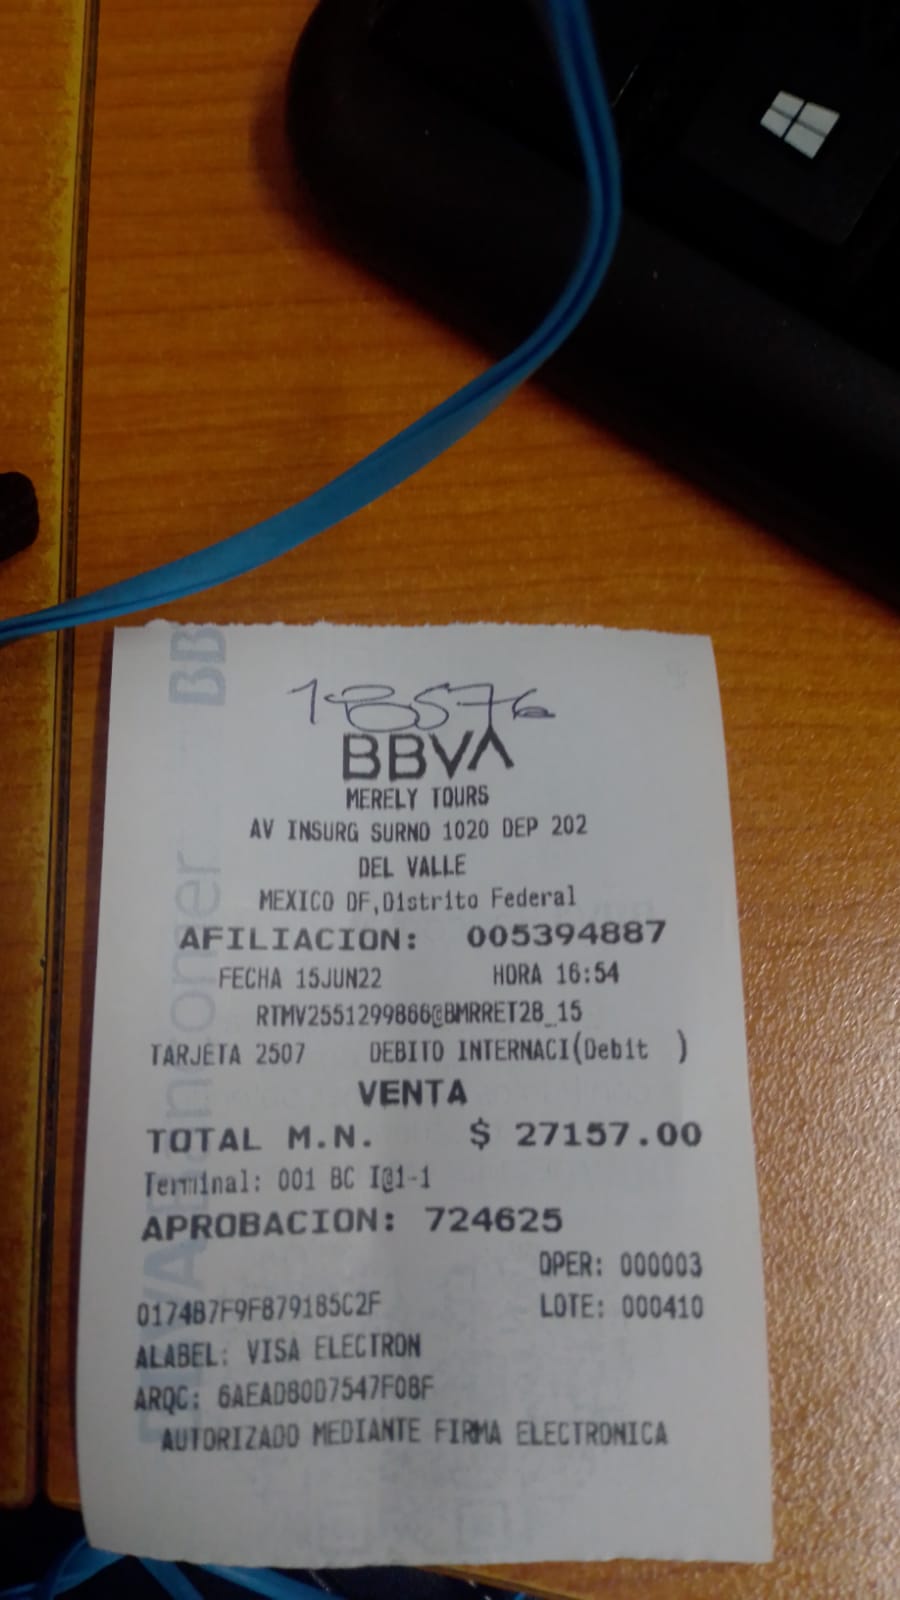 18576
BBVA
MERELY TOURS
AV INSURG SURNO 1020 DEP 202
DEL VALLE
MEXICO DF,Distrito Federal
AFILIACION: 005394887
FECHA 15JUN22 HORA 16:54
RTMV2551299866@BMRRET28_15
TARJETA 2507 DEBITO INTERNACI(Debit )
VENTA
TOTAL M.N. $ 27157.00
Terminal: 001 BC I@1-1
APROBACION: 724625
OPER: 000003
0174B7F9F879185C2F LOTE: 000410
ALABEL: VISA ELECTRON
ARQC: 6AEAD80D7547F08F
AUTORIZADO MEDIANTE FIRMA ELECTRONICA